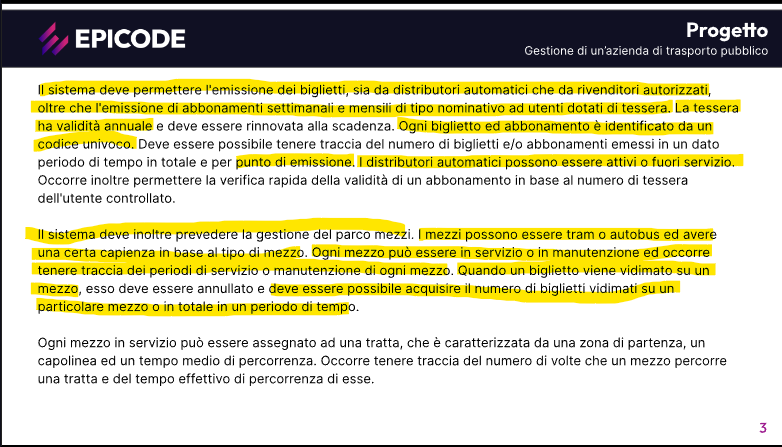 EPICODE
Progetto
Gestione di un'azienda di trasporto pubblico
Il sistema deve permettere l'emissione dei biglietti, sia da distributori automatici che da rivenditori autorizzati,
oltre che l'emissione di abbonamenti settimanali e mensili di tipo nominativo ad utenti dotati di tessera. La tessera
ha validità annuale e deve essere rinnovata alla scadenza. Ogni biglietto ed abbonamento è identificato da un
codice univoco. Deve essere possibile tenere traccia del numero di biglietti e/o abbonamenti emessi in un dato
periodo di tempo in totale e per punto di emissione. I distributori automatici possono essere attivi o fuori servizio.
Occorre inoltre permettere la verifica rapida della validità di un abbonamento in base al numero di tessera
dell'utente controllato.
Il sistema deve inoltre prevedere la gestione del parco mezzi. I mezzi possono essere tram o autobus ed avere
una certa capienza in base al tipo di mezzo. Ogni mezzo può essere in servizio o in manutenzione ed occorre
tenere traccia dei periodi di servizio o manutenzione di ogni mezzo. Quando un biglietto viene vidimato su un
mezzo, esso deve essere annullato e deve essere possibile acquisire il numero di biglietti vidimati su un
particolare mezzo o in totale in un periodo di tempo.
Ogni mezzo in servizio può essere assegnato ad una tratta, che è caratterizzata da una zona di partenza, un
capolinea ed un tempo medio di percorrenza. Occorre tenere traccia del numero di volte che un mezzo percorre
una tratta e del tempo effettivo di percorrenza di esse.
3